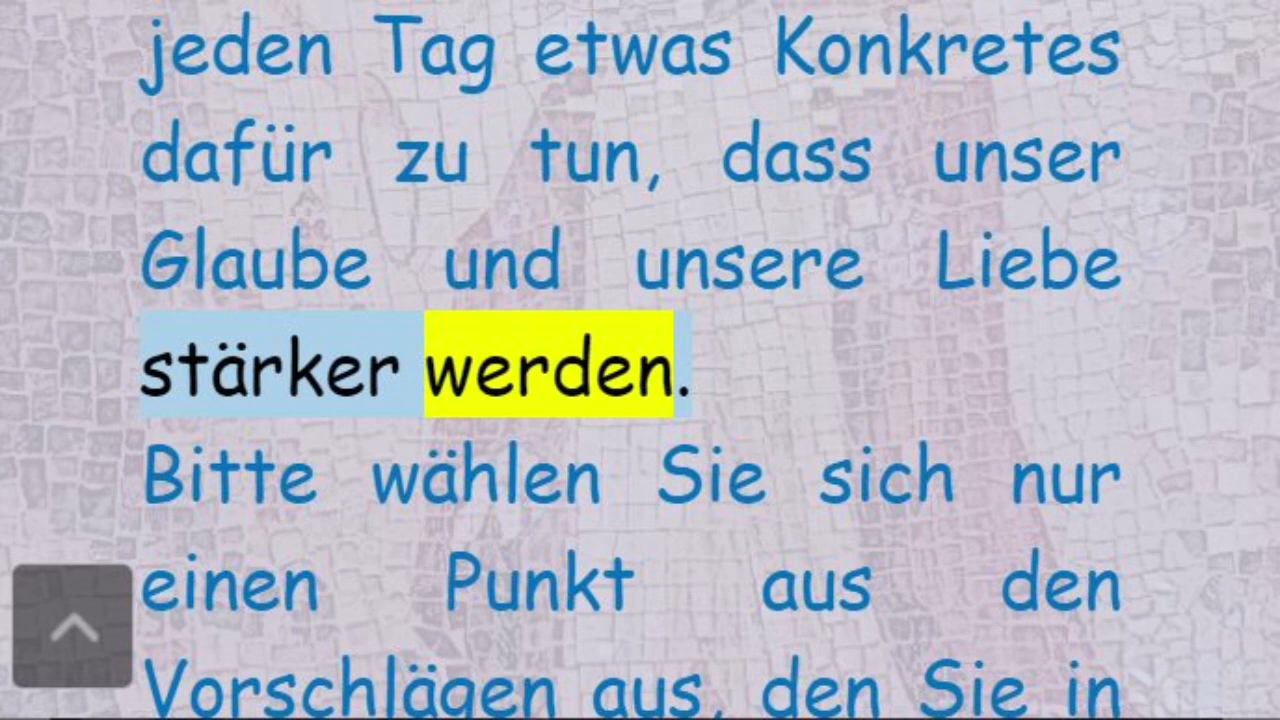 jeden Tag etwas Konkretes
dafür zu tun, dass unser
Glaube und unsere Liebe
stärker werden.
Bitte wählen Sie sich nur
einen Punkt aus den
Vorschlägen aus, den Sie in